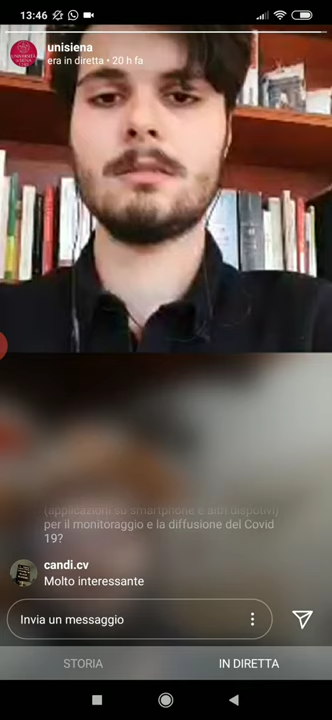 13:46
unisiena
era in diretta • 20 h fa
(applicazioni su smartphone e altri dispotivi)
per il monitoraggio e la diffusione del Covid
19?
candi.cv
Molto interessante
Invia un messaggio
STORIA
IN DIRETTA